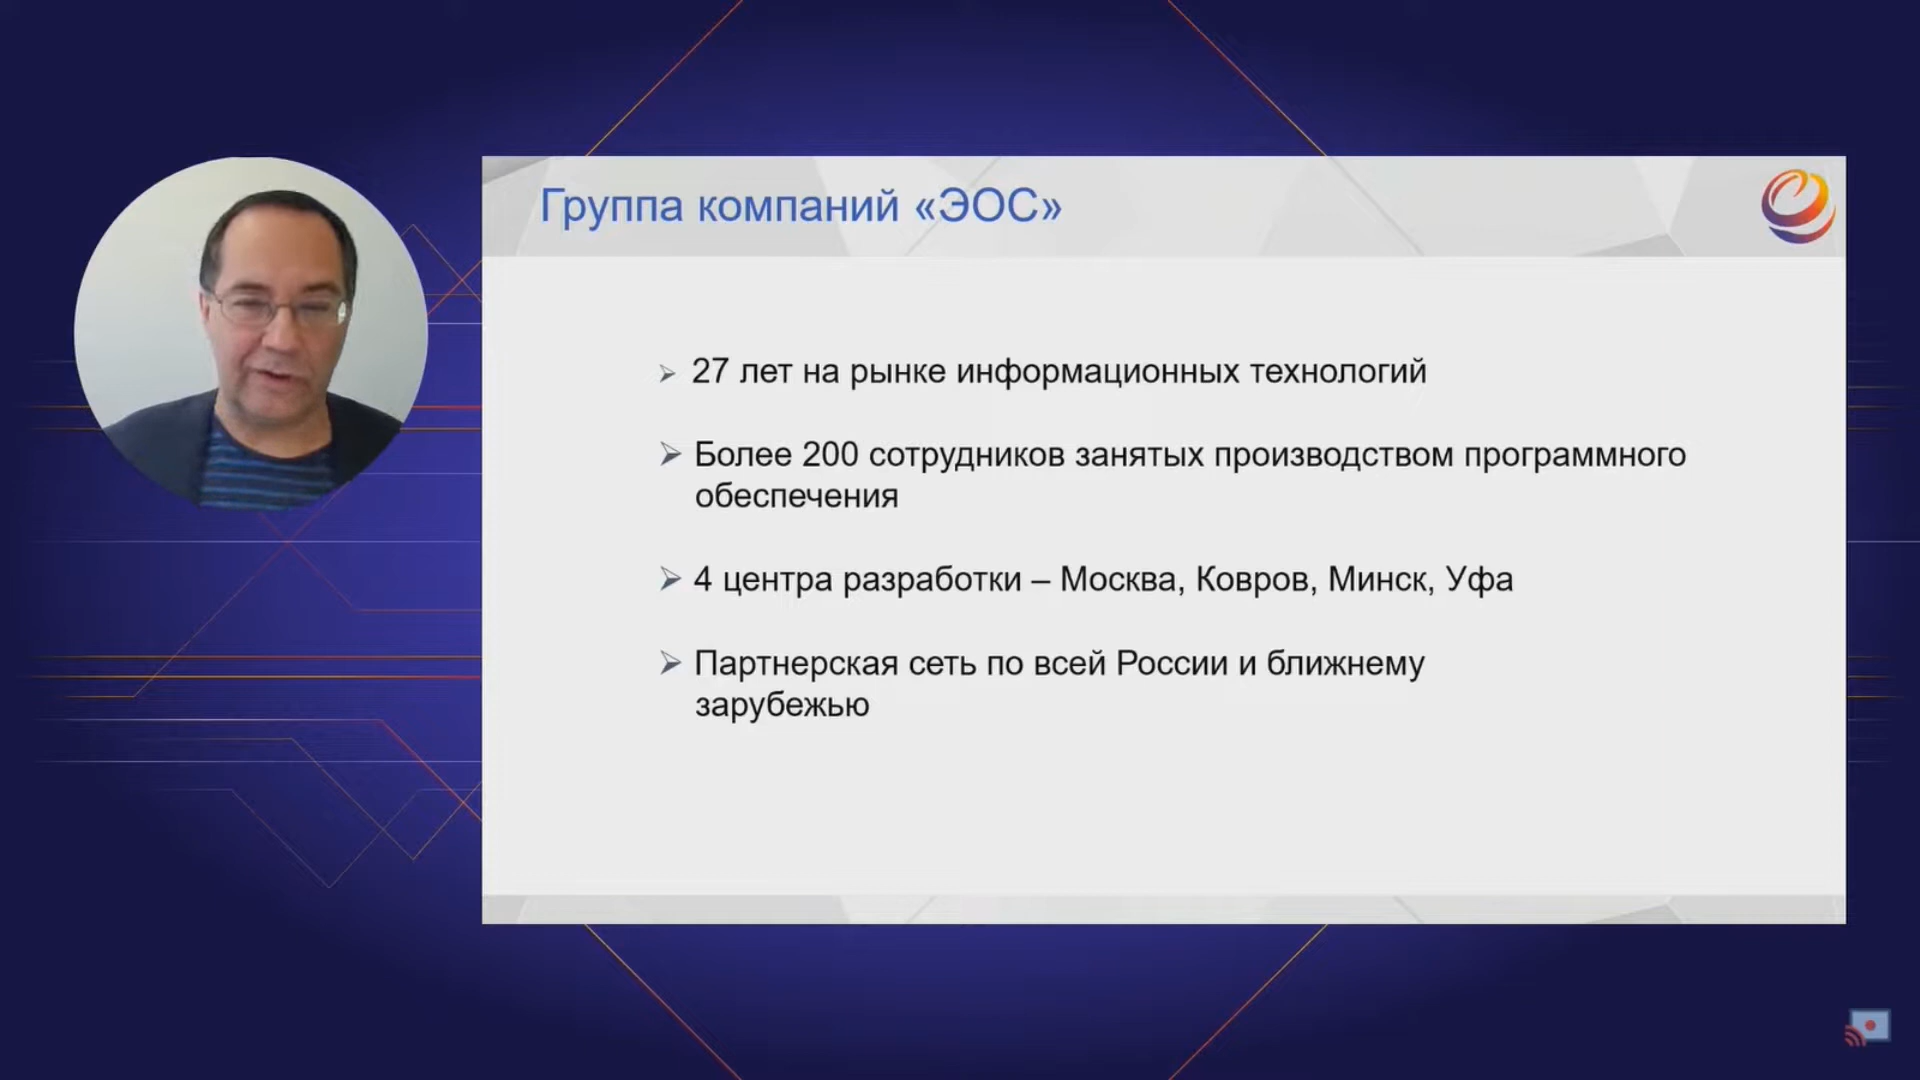 Группа компаний «ЭОС»
27 лет на рынке информационных технологий
Более 200 сотрудников занятых производством программного
обеспечения
4 центра разработки – Москва, Ковров, Минск, Уфа
Партнерская сеть по всей России и ближнему
зарубежью